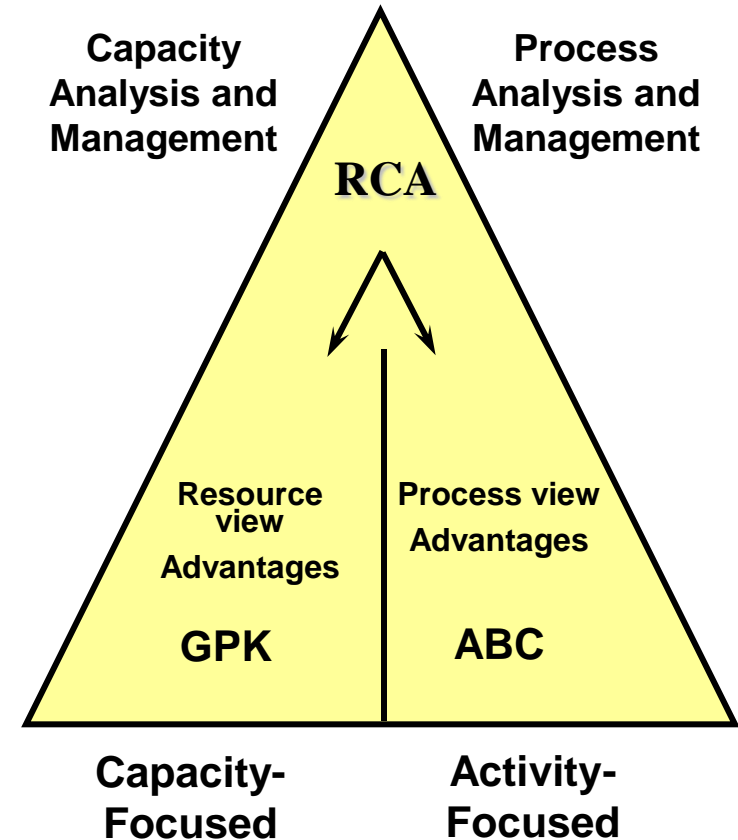 Capacity
Analysis and
Management
Process
Analysis and
Management
RCA
Resource
view
Advantages
GPK
Process view
Advantages
ABC
Capacity-
Focused
Activity-
Focused